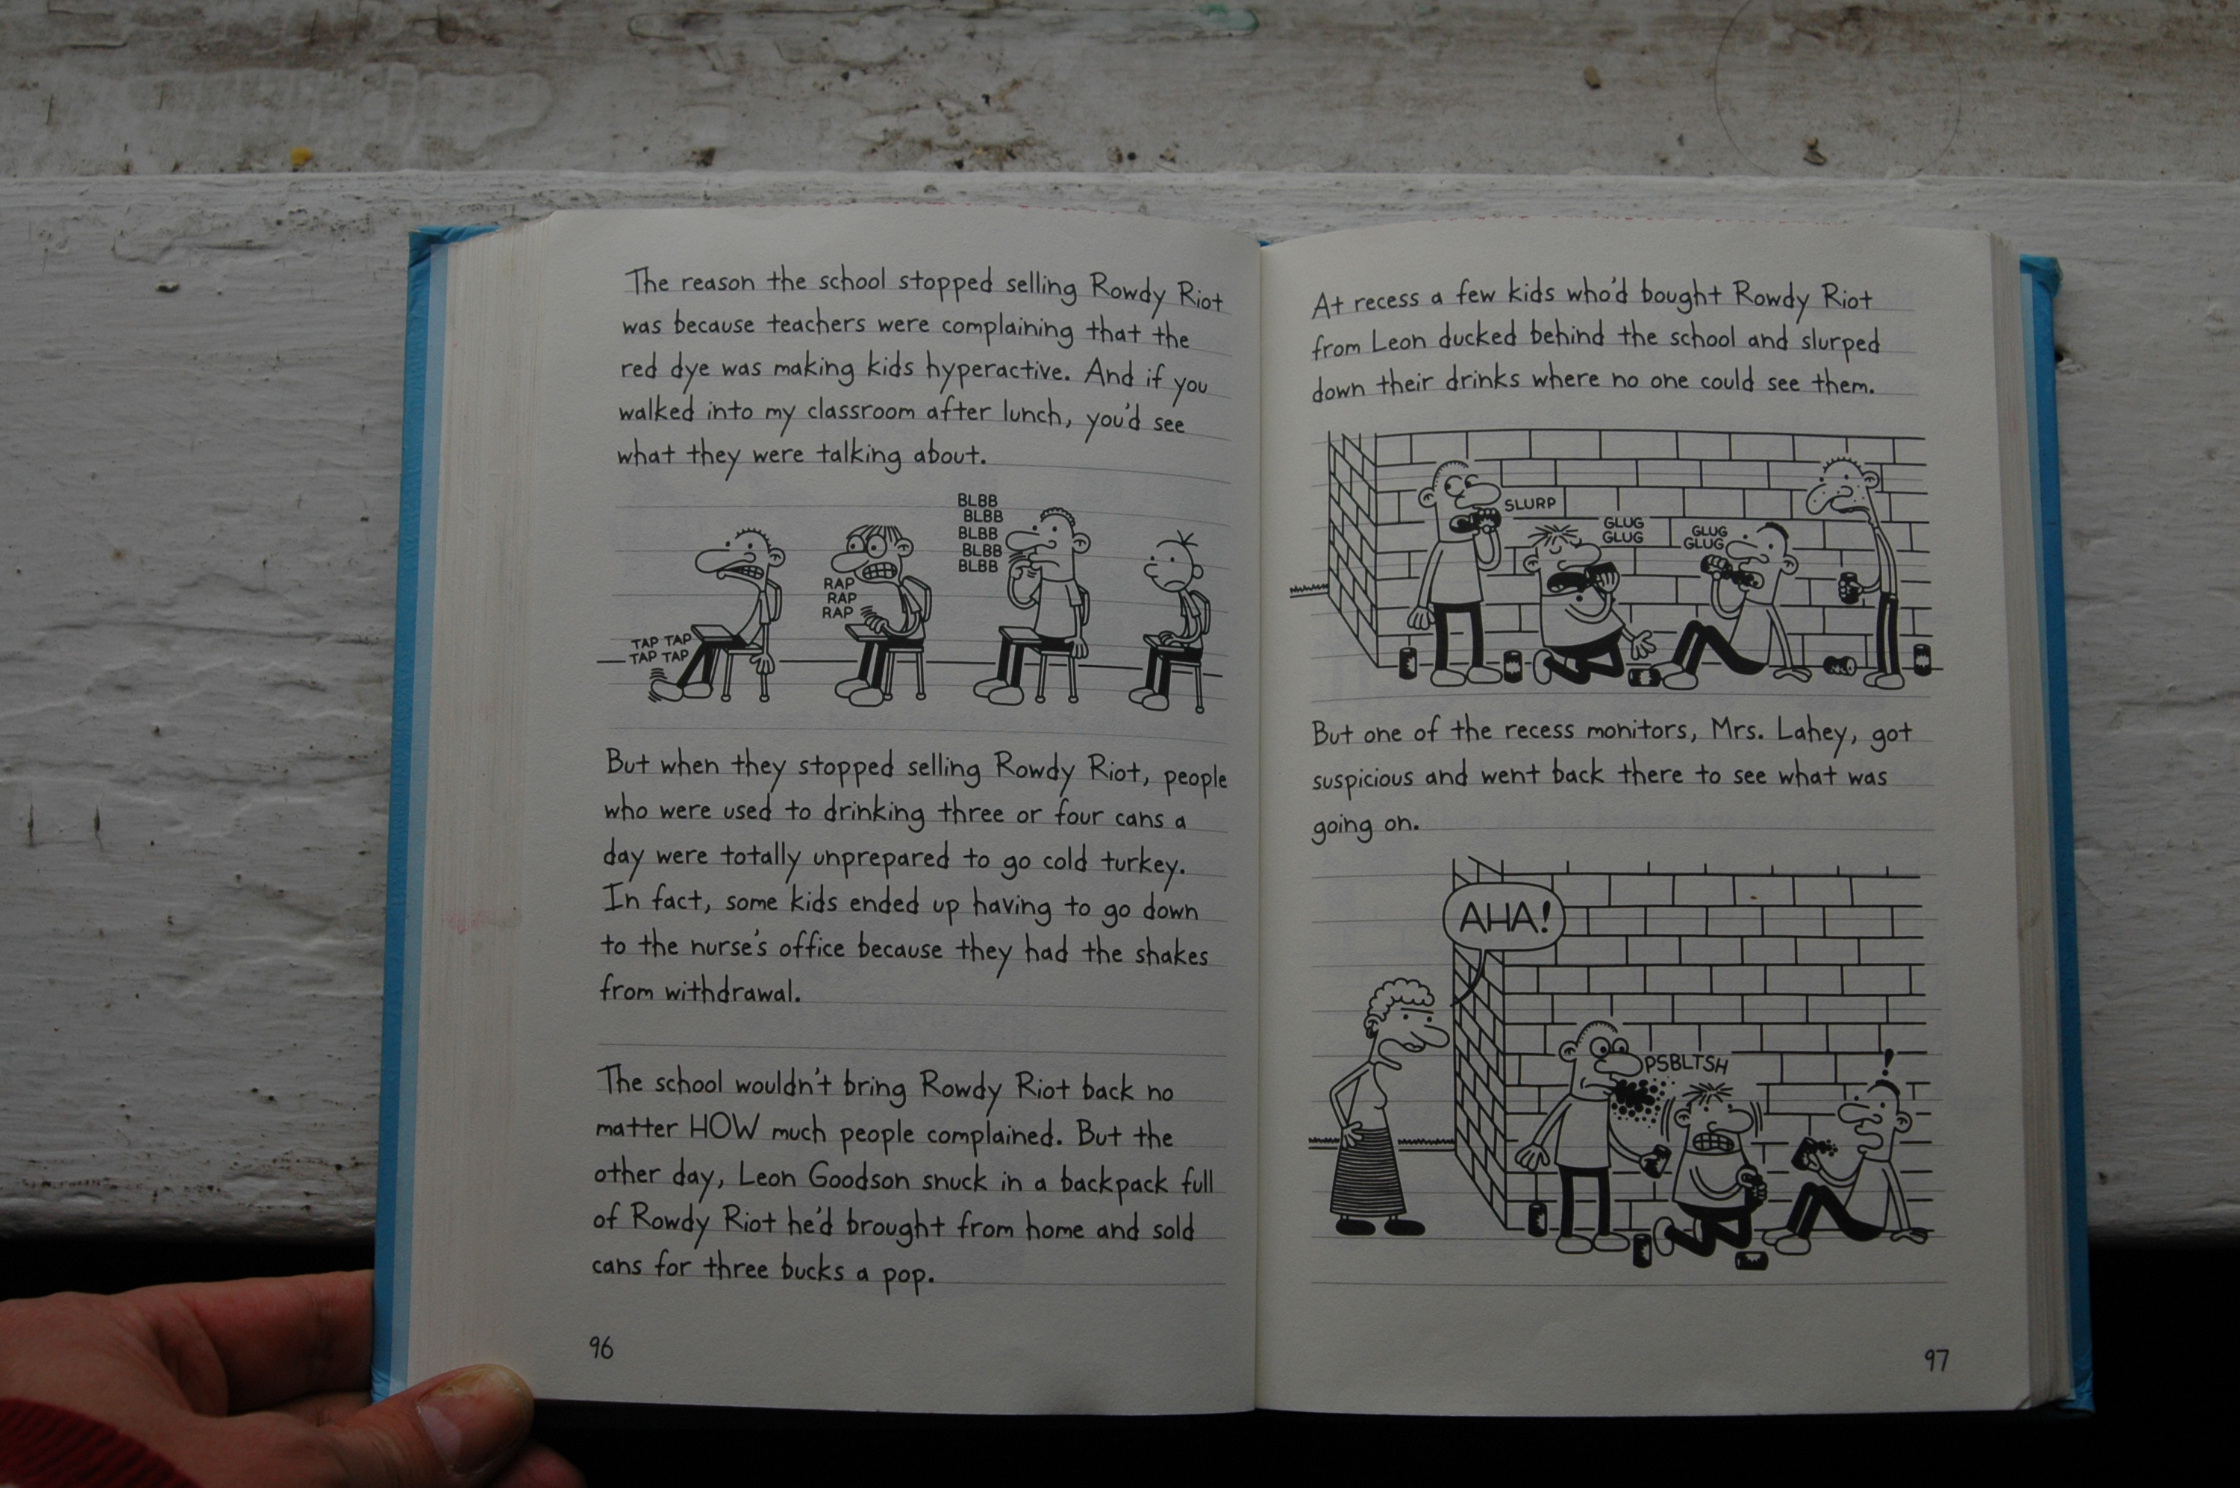 The reason the school stopped selling Rowdy Riot
was because teachers were complaining that the
red dye was making kids hyperactive. And if you
walked into my classroom after lunch, you'd see
what they were talking about.
TAP TAP
TAP TAP
RAP
RAP
RAP
BLBB
BLBB
BLBB
BLBB
BLBB
But when they stopped selling Rowdy Riot, people
who were used to drinking three or four cans a
day were totally unprepared to go cold turkey.
In fact, some kids ended up having to go down
to the nurse's office because they had the shakes
from withdrawal.
The school wouldn't bring Rowdy Riot back no
matter HOW much people complained. But the
other day, Leon Goodson snuck in a backpack full
of Rowdy Riot he'd brought from home and sold
cans for three bucks a pop.
96
At recess a few kids who'd bought Rowdy Riot
from Leon ducked behind the school and slurped
down their drinks where no one could see them.
SLURP
GLUG
GLUG
GLUG
GLUG
But one of the recess monitors, Mrs. Lahey, got
suspicious and went back there to see what was
going on.
AHA!
PSBLTSH
!
97